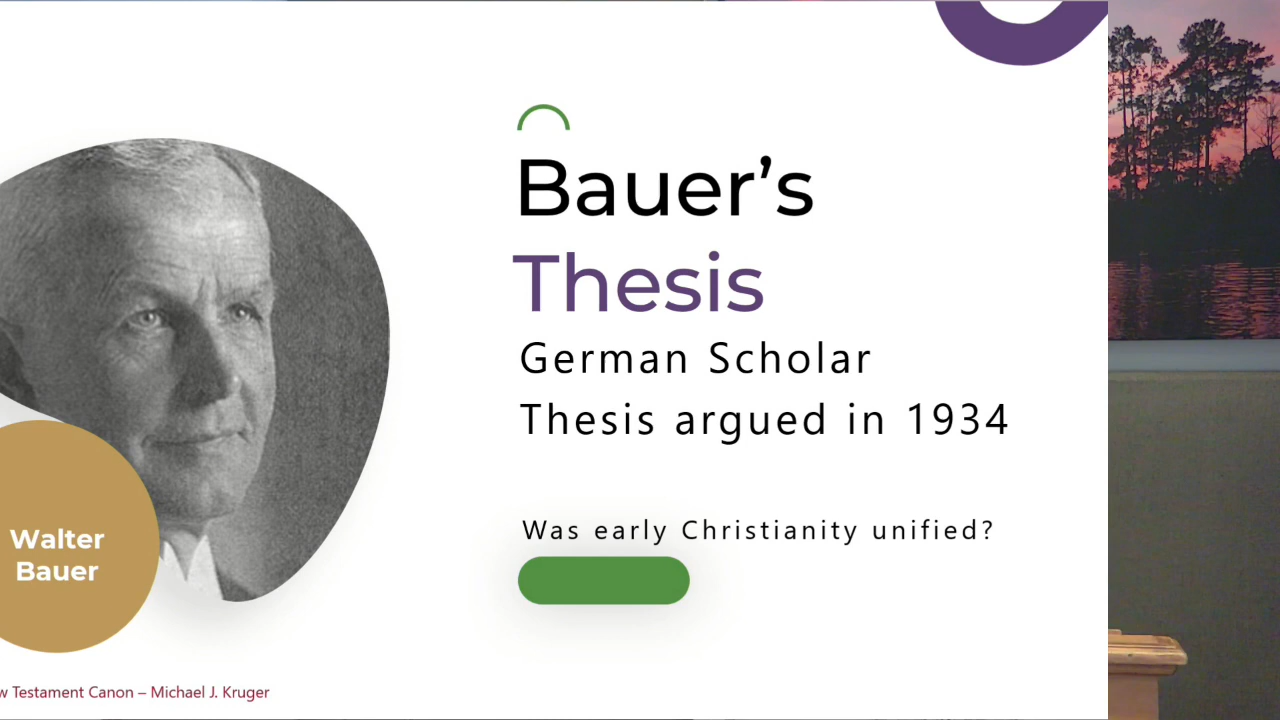 Bauer’s
Thesis
German Scholar
Thesis argued in 1934
Was early Christianity unified?
Walter
Bauer
Testament Canon – Michael J. Kruger